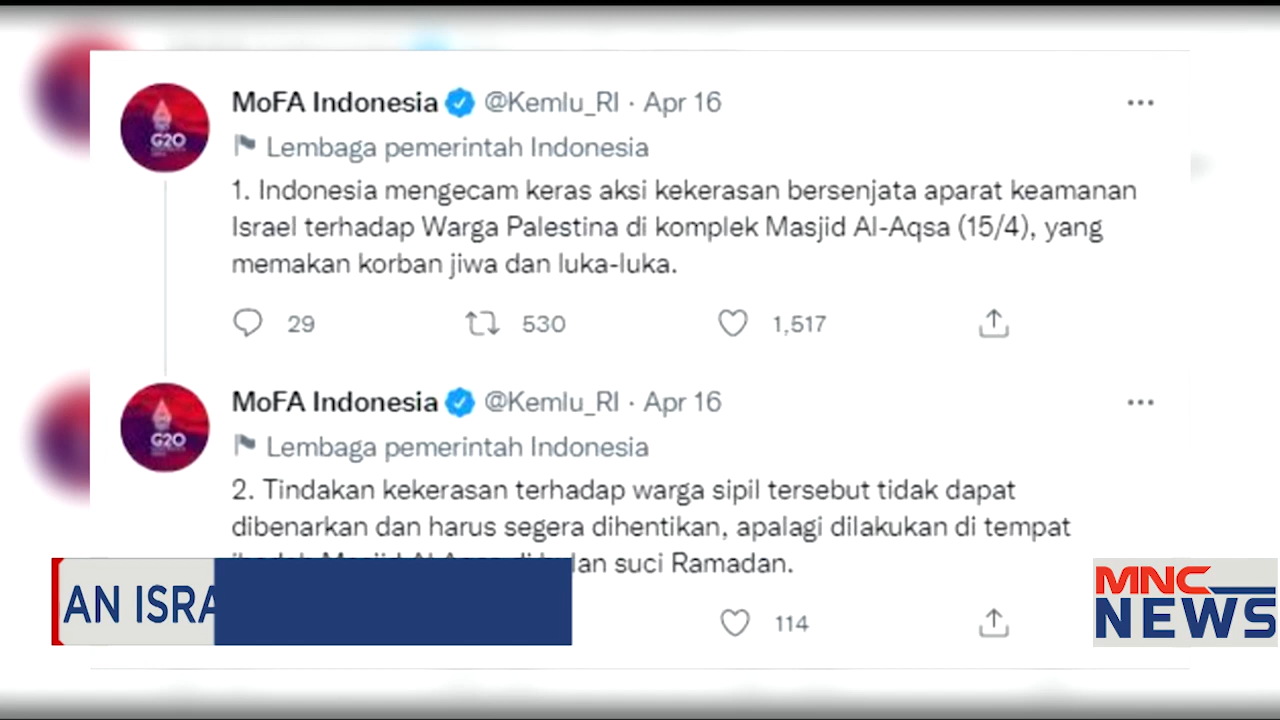 MoFA Indonesia @Kemlu_RI · Apr 16
G20
Lembaga pemerintah Indonesia
1. Indonesia mengecam keras aksi kekerasan bersenjata aparat keamanan
Israel terhadap Warga Palestina di komplek Masjid Al-Aqsa (15/4), yang
memakan korban jiwa dan luka-luka.
29 530 1,517
MoFA Indonesia @Kemlu_RI · Apr 16
G20
Lembaga pemerintah Indonesia
2. Tindakan kekerasan terhadap warga sipil tersebut tidak dapat
dibenarkan dan harus segera dihentikan, apalagi dilakukan di tempat
lan suci Ramadan.
114
AN ISRA
MNC
NEWS